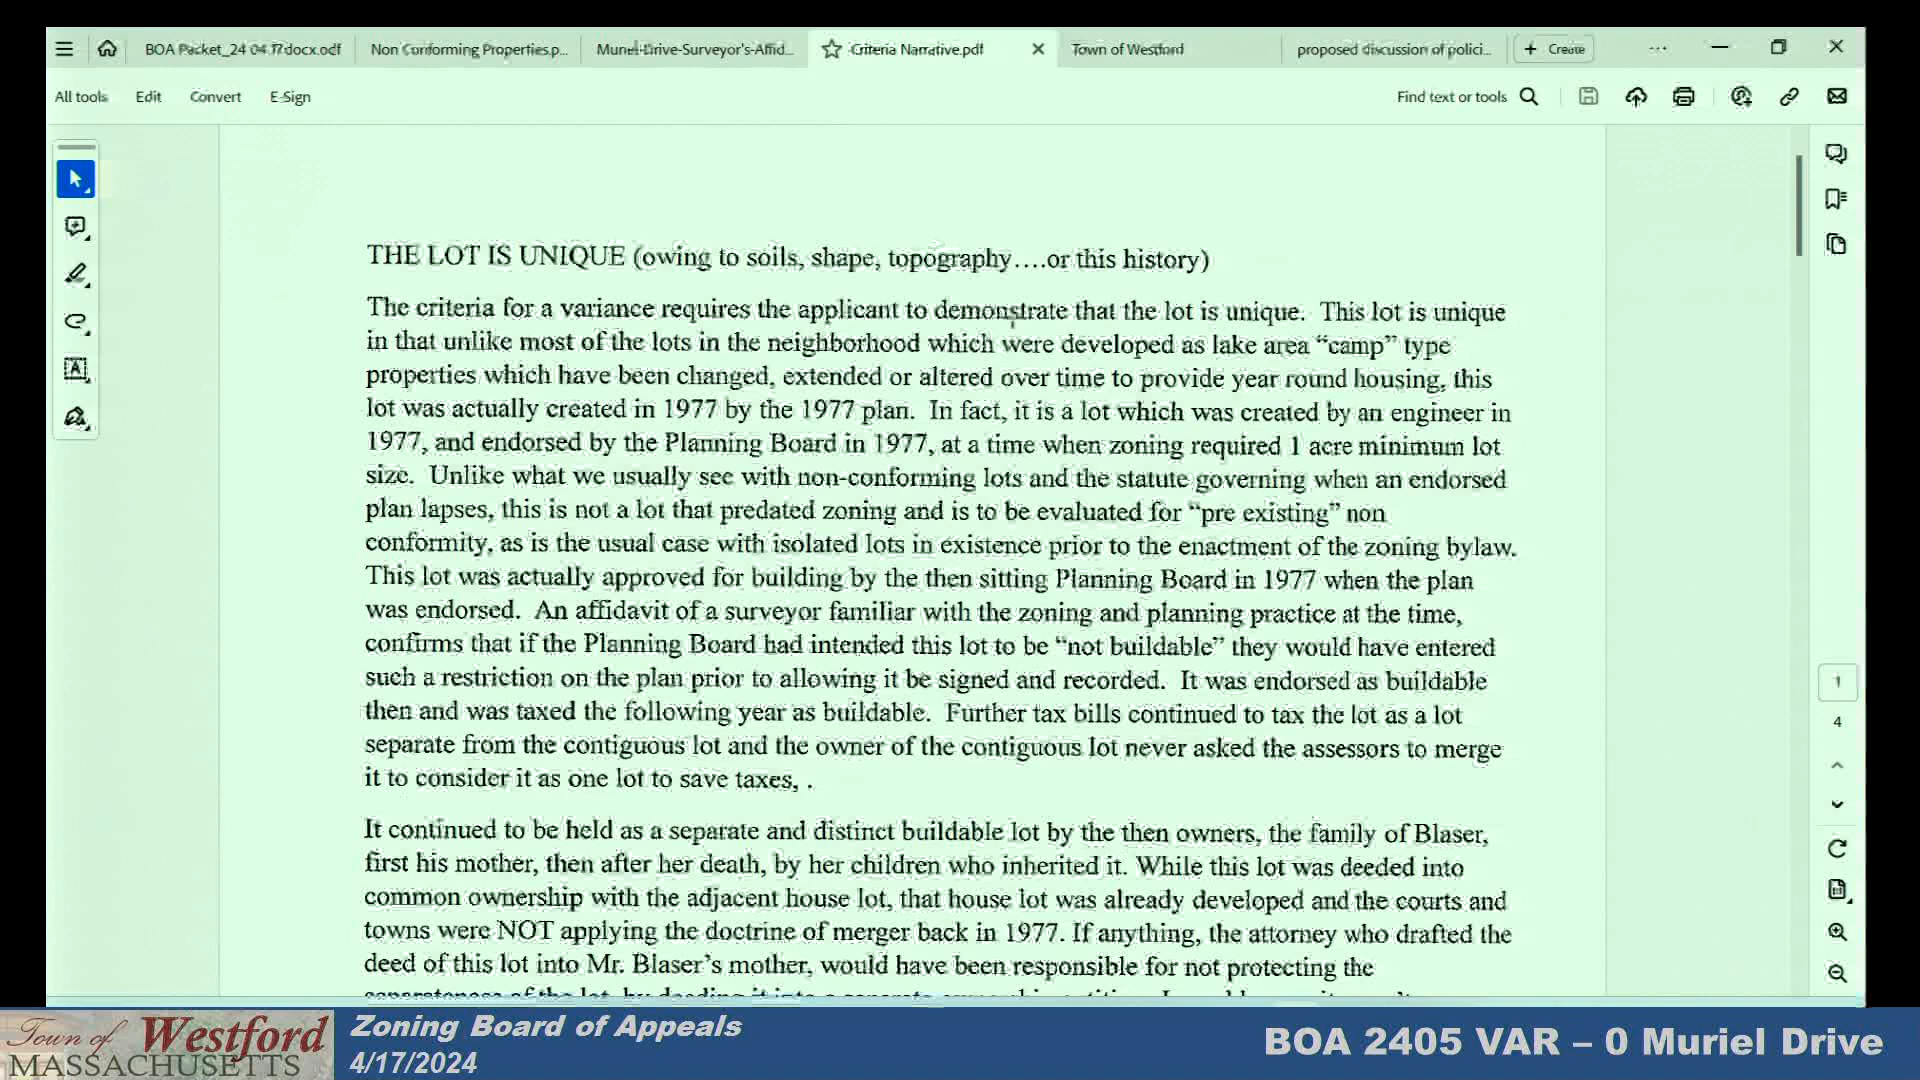 BOA Packet_24 04 17docx.pdf
Non Conforming Properties.p...
Muriel-Drive-Surveyor's-Affid...
Criteria Narrative.pdf
Town of Westford
proposed discussion of polici...
+ Create
All tools
Edit
Convert
E-Sign
Find text or tools
THE LOT IS UNIQUE (owing to soils, shape, topography….or this history)
The criteria for a variance requires the applicant to demonstrate that the lot is unique. This lot is unique
in that unlike most of the lots in the neighborhood which were developed as lake area “camp” type
properties which have been changed, extended or altered over time to provide year round housing, this
lot was actually created in 1977 by the 1977 plan. In fact, it is a lot which was created by an engineer in
1977, and endorsed by the Planning Board in 1977, at a time when zoning required 1 acre minimum lot
size. Unlike what we usually see with non-conforming lots and the statute governing when an endorsed
plan lapses, this is not a lot that predated zoning and is to be evaluated for “pre existing” non
conformity, as is the usual case with isolated lots in existence prior to the enactment of the zoning bylaw.
This lot was actually approved for building by the then sitting Planning Board in 1977 when the plan
was endorsed. An affidavit of a surveyor familiar with the zoning and planning practice at the time,
confirms that if the Planning Board had intended this lot to be “not buildable” they would have entered
such a restriction on the plan prior to allowing it be signed and recorded. It was endorsed as buildable
then and was taxed the following year as buildable. Further tax bills continued to tax the lot as a lot
separate from the contiguous lot and the owner of the contiguous lot never asked the assessors to merge
it to consider it as one lot to save taxes, .
It continued to be held as a separate and distinct buildable lot by the then owners, the family of Blaser,
first his mother, then after her death, by her children who inherited it. While this lot was deeded into
common ownership with the adjacent house lot, that house lot was already developed and the courts and
towns were NOT applying the doctrine of merger back in 1977. If anything, the attorney who drafted the
deed of this lot into Mr. Blaser’s mother, would have been responsible for not protecting the
1
4
Town of Westford
MASSACHUSETTS
Zoning Board of Appeals
4/17/2024
BOA 2405 VAR – 0 Muriel Drive